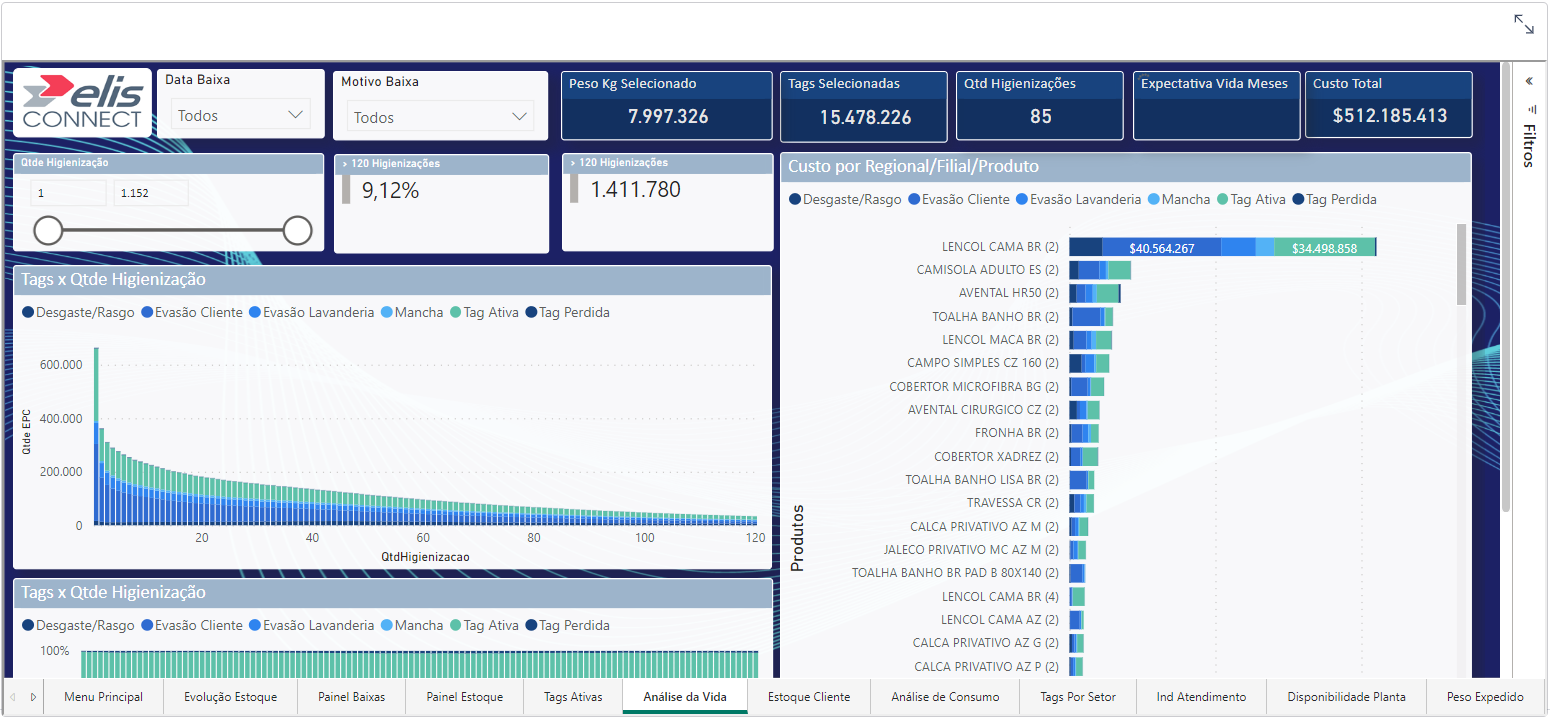 elis
CONNECT
Data Baixa
Todos
Motivo Baixa
Todos
Peso Kg Selecionado
7.997.326
Tags Selecionadas
15.478.226
Qtd Higienizações
85
Expectativa Vida Meses
Custo Total
$512.185.413
«
Filtros
Qtde Higienização
1
1.152
> 120 Higienizações
9,12%
> 120 Higienizações
1.411.780
Tags x Qtde Higienização
Desgaste/Rasgo Evasão Cliente Evasão Lavanderia Mancha Tag Ativa Tag Perdida
Qtde EPC
600.000
400.000
200.000
0
20 40 60 80 100 120
QtdHigienizacao
Tags x Qtde Higienização
Desgaste/Rasgo Evasão Cliente Evasão Lavanderia Mancha Tag Ativa Tag Perdida
100%
Custo por Regional/Filial/Produto
Desgaste/Rasgo Evasão Cliente Evasão Lavanderia Mancha Tag Ativa Tag Perdida
Produtos
LENCOL CAMA BR (2) $40.564.267 $34.498.858
CAMISOLA ADULTO ES (2)
AVENTAL HR50 (2)
TOALHA BANHO BR (2)
LENCOL MACA BR (2)
CAMPO SIMPLES CZ 160 (2)
COBERTOR MICROFIBRA BG (2)
AVENTAL CIRURGICO CZ (2)
FRONHA BR (2)
COBERTOR XADREZ (2)
TOALHA BANHO LISA BR (2)
TRAVESSA CR (2)
CALCA PRIVATIVO AZ M (2)
JALECO PRIVATIVO MC AZ M (2)
TOALHA BANHO BR PAD B 80X140 (2)
LENCOL CAMA BR (4)
LENCOL CAMA AZ (2)
CALCA PRIVATIVO AZ G (2)
CALCA PRIVATIVO AZ P (2)
Menu Principal Evolução Estoque Painel Baixas Painel Estoque Tags Ativas Análise da Vida Estoque Cliente Análise de Consumo Tags Por Setor Ind Atendimento Disponibilidade Planta Peso Expedido